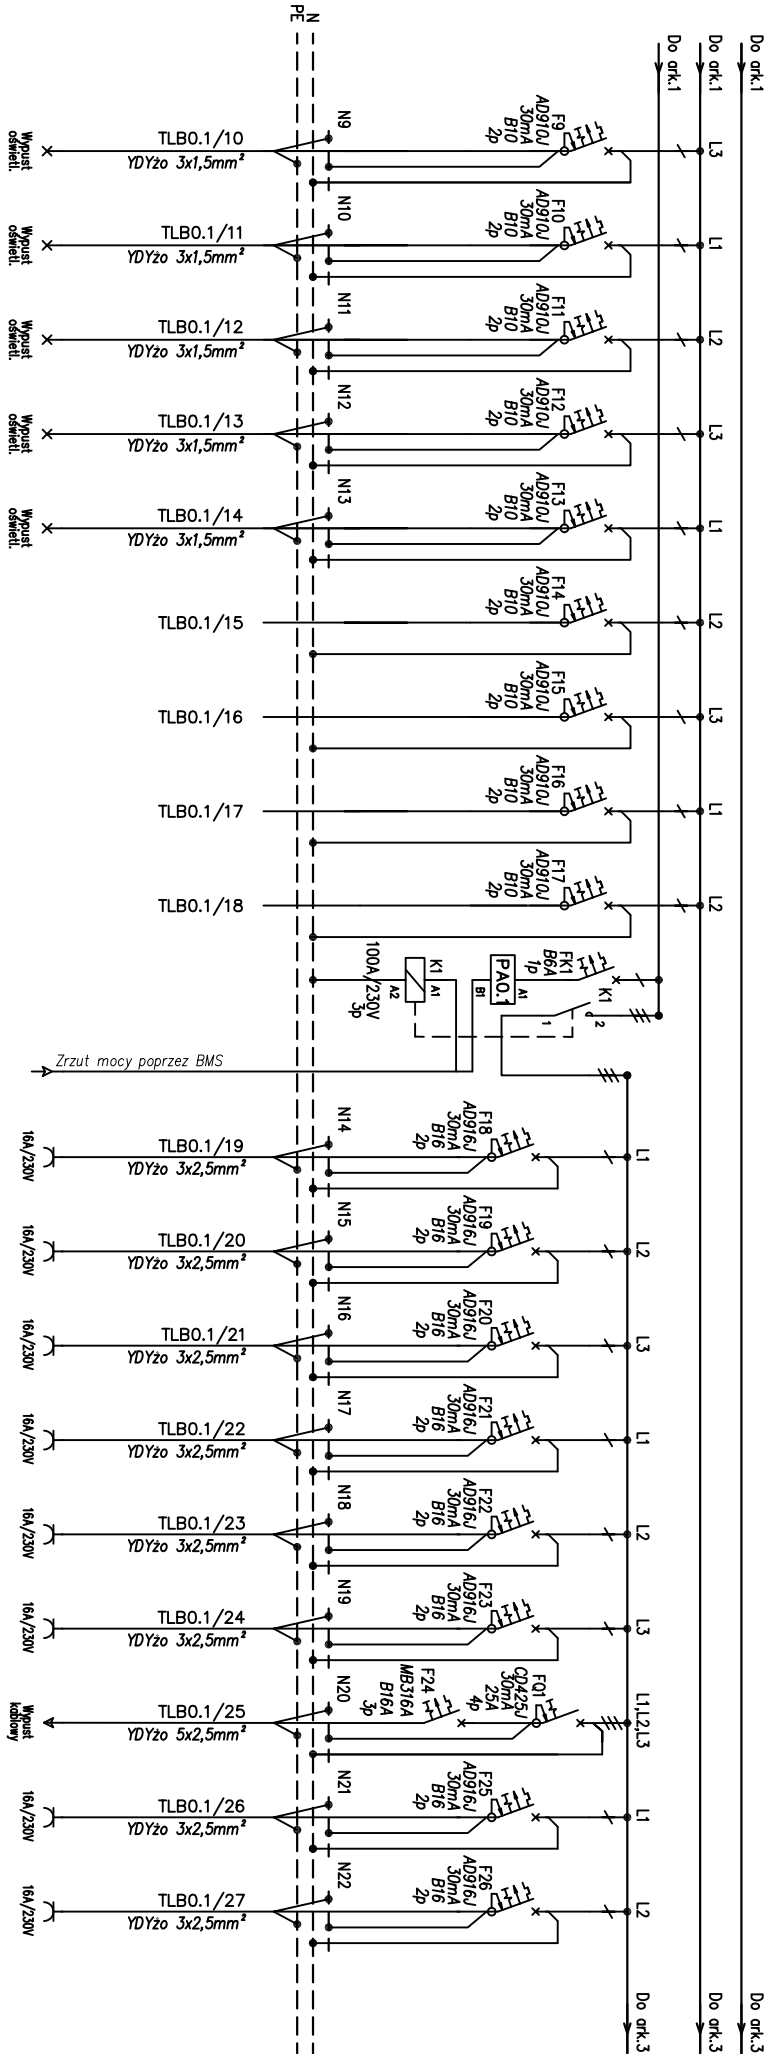 N
PE
Do ark.1
Do ark.1
Do ark.1
L3
F9
AD910J
30mA
B10
2p
N9
TLB0.1/10
YDYżo 3x1,5mm²
Wypust
oświetl.
L1
F10
AD910J
30mA
B10
2p
N10
TLB0.1/11
YDYżo 3x1,5mm²
Wypust
oświetl.
L2
F11
AD910J
30mA
B10
2p
N11
TLB0.1/12
YDYżo 3x1,5mm²
Wypust
oświetl.
L3
F12
AD910J
30mA
B10
2p
N12
TLB0.1/13
YDYżo 3x1,5mm²
Wypust
oświetl.
L1
F13
AD910J
30mA
B10
2p
N13
TLB0.1/14
YDYżo 3x1,5mm²
Wypust
oświetl.
L2
F14
AD910J
30mA
B10
2p
TLB0.1/15
L3
F15
AD910J
30mA
B10
2p
TLB0.1/16
L1
F16
AD910J
30mA
B10
2p
TLB0.1/17
L2
F17
AD910J
30mA
B10
2p
TLB0.1/18
FK1
B6A
1p
PA0.1
A1
B1
K1
A1
A2
100A/230V
3p
K1
1
2
Zrzut mocy poprzez BMS
L1
F18
AD916J
30mA
B16
2p
N14
TLB0.1/19
YDYżo 3x2,5mm²
16A/230V
L2
F19
AD916J
30mA
B16
2p
N15
TLB0.1/20
YDYżo 3x2,5mm²
16A/230V
L3
F20
AD916J
30mA
B16
2p
N16
TLB0.1/21
YDYżo 3x2,5mm²
16A/230V
L1
F21
AD916J
30mA
B16
2p
N17
TLB0.1/22
YDYżo 3x2,5mm²
16A/230V
L2
F22
AD916J
30mA
B16
2p
N18
TLB0.1/23
YDYżo 3x2,5mm²
16A/230V
L3
F23
AD916J
30mA
B16
2p
N19
TLB0.1/24
YDYżo 3x2,5mm²
16A/230V
L1,L2,L3
FQ1
CD425J
30mA
25A
4p
F24
MB316A
B16A
3p
N20
TLB0.1/25
YDYżo 5x2,5mm²
Wypust
kablowy
L1
F25
AD916J
30mA
B16
2p
N21
TLB0.1/26
YDYżo 3x2,5mm²
16A/230V
L2
F26
AD916J
30mA
B16
2p
N22
TLB0.1/27
YDYżo 3x2,5mm²
16A/230V
Do ark.3
Do ark.3
Do ark.3